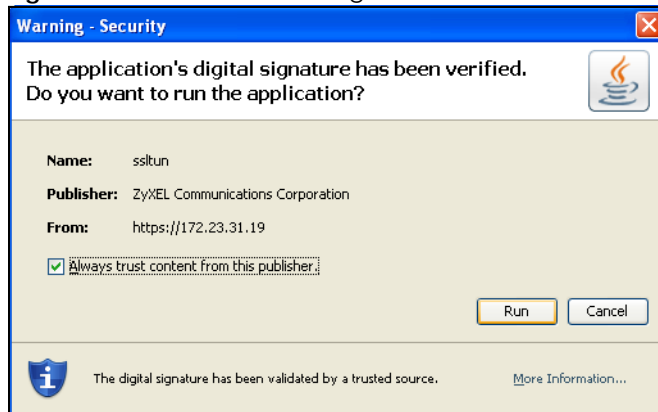 Warning - Security
The application's digital signature has been verified.
Do you want to run the application?
Name: ssltun
Publisher: ZyXEL Communications Corporation
From: https://172.23.31.19
Always trust content from this publisher.
Run Cancel
The digital signature has been validated by a trusted source. More Information...